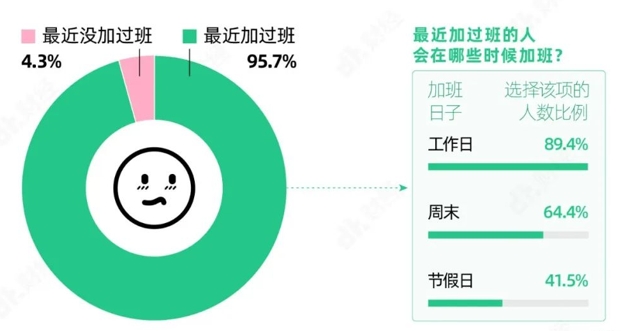 最近没加过班
4.3%
最近加过班
95.7%
最近加过班的人
会在哪些时候加班?
加班
日子
选择该项的
人数比例
工作日
89.4%
周末
64.4%
节假日
41.5%